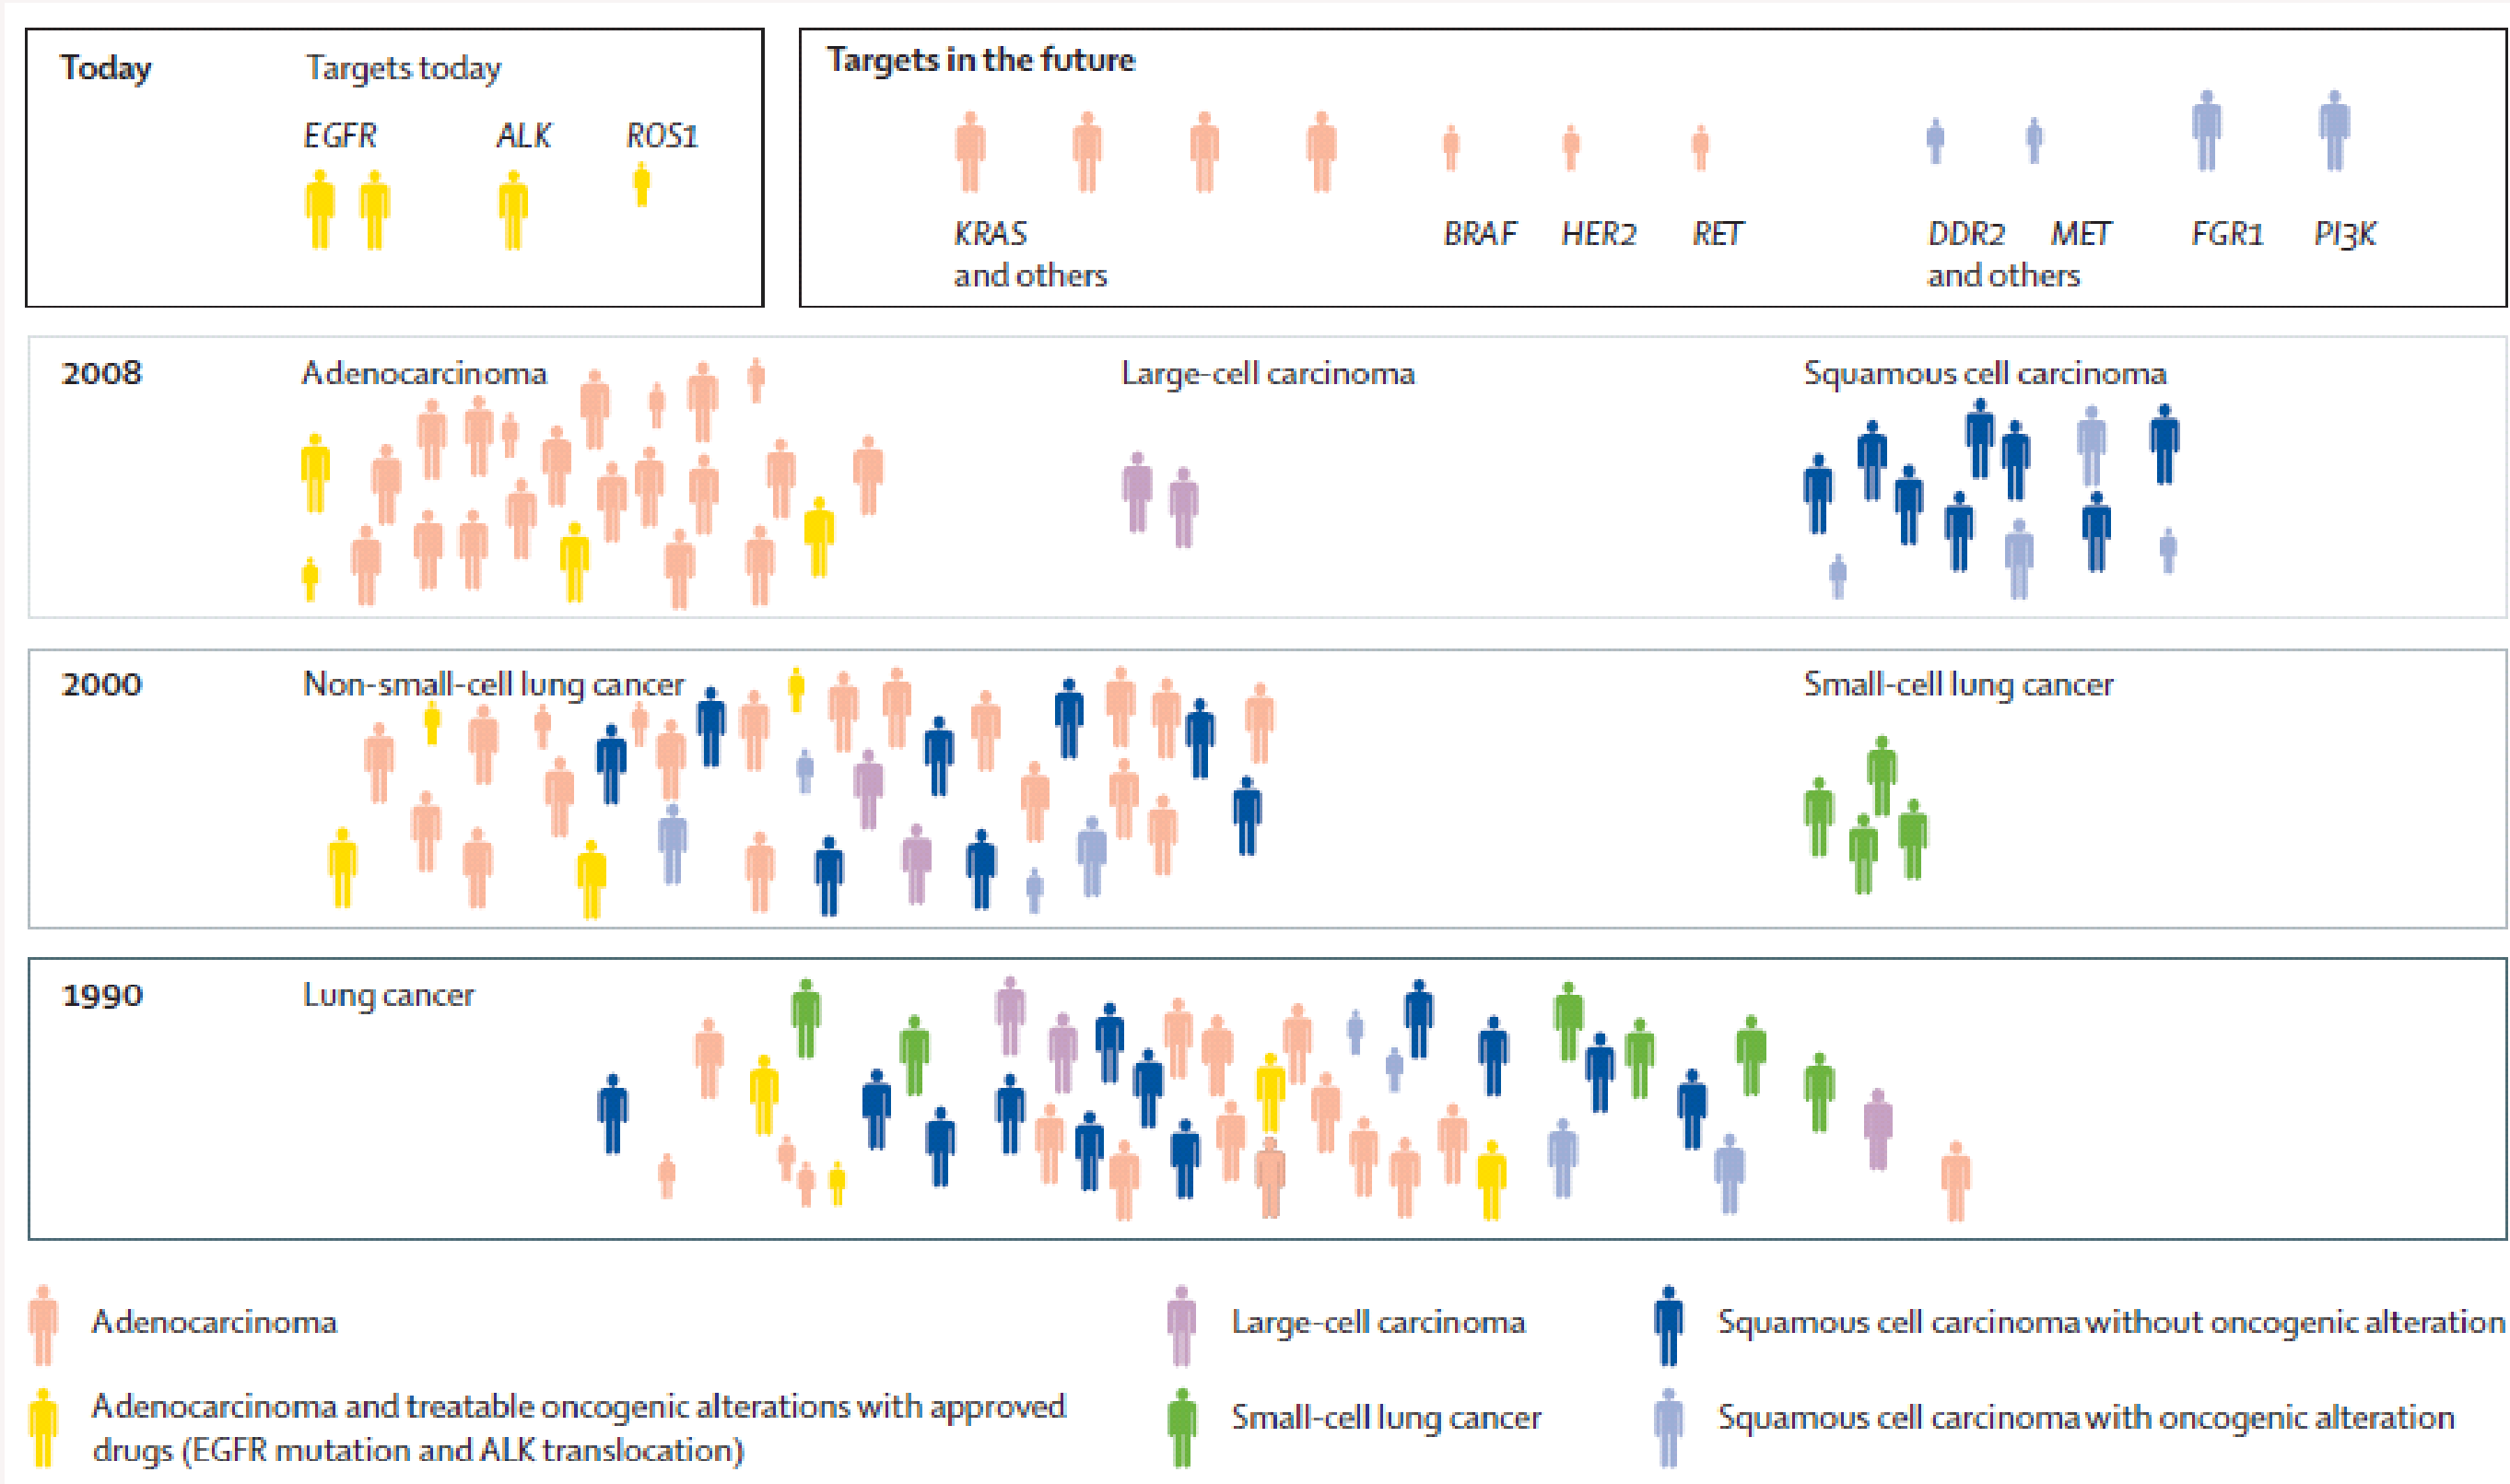 Today
Targets today
EGFR
ALK
ROS1
Targets in the future
KRAS
and others
BRAF
HER2
RET
DDR2
and others
MET
FGR1
PI3K
2008
Adenocarcinoma
Large-cell carcinoma
Squamous cell carcinoma
2000
Non-small-cell lung cancer
Small-cell lung cancer
1990
Lung cancer
Adenocarcinoma
Adenocarcinoma and treatable oncogenic alterations with approved
drugs (EGFR mutation and ALK translocation)
Large-cell carcinoma
Small-cell lung cancer
Squamous cell carcinoma without oncogenic alteration
Squamous cell carcinoma with oncogenic alteration